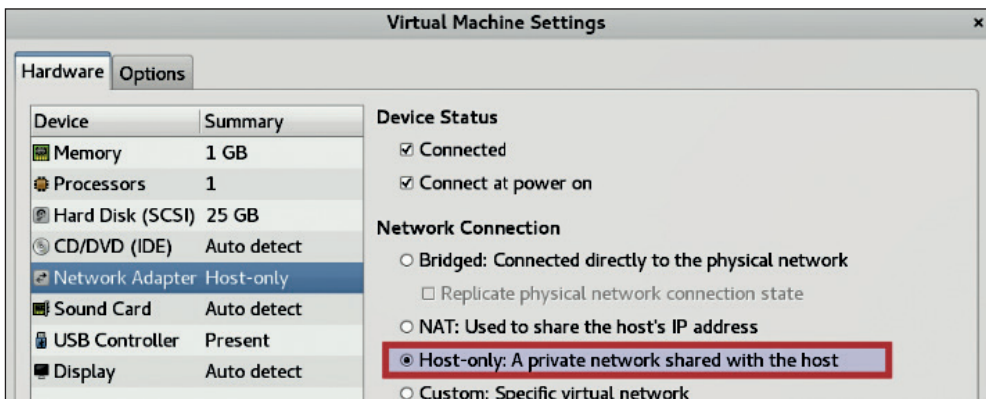 Virtual Machine Settings ×
Hardware Options
Device Summary
Memory 1 GB
Processors 1
Hard Disk (SCSI) 25 GB
CD/DVD (IDE) Auto detect
Network Adapter Host-only
Sound Card Auto detect
USB Controller Present
Display Auto detect
Device Status
Connected
Connect at power on
Network Connection
Bridged: Connected directly to the physical network
Replicate physical network connection state
NAT: Used to share the host's IP address
Host-only: A private network shared with the host
Custom: Specific virtual network